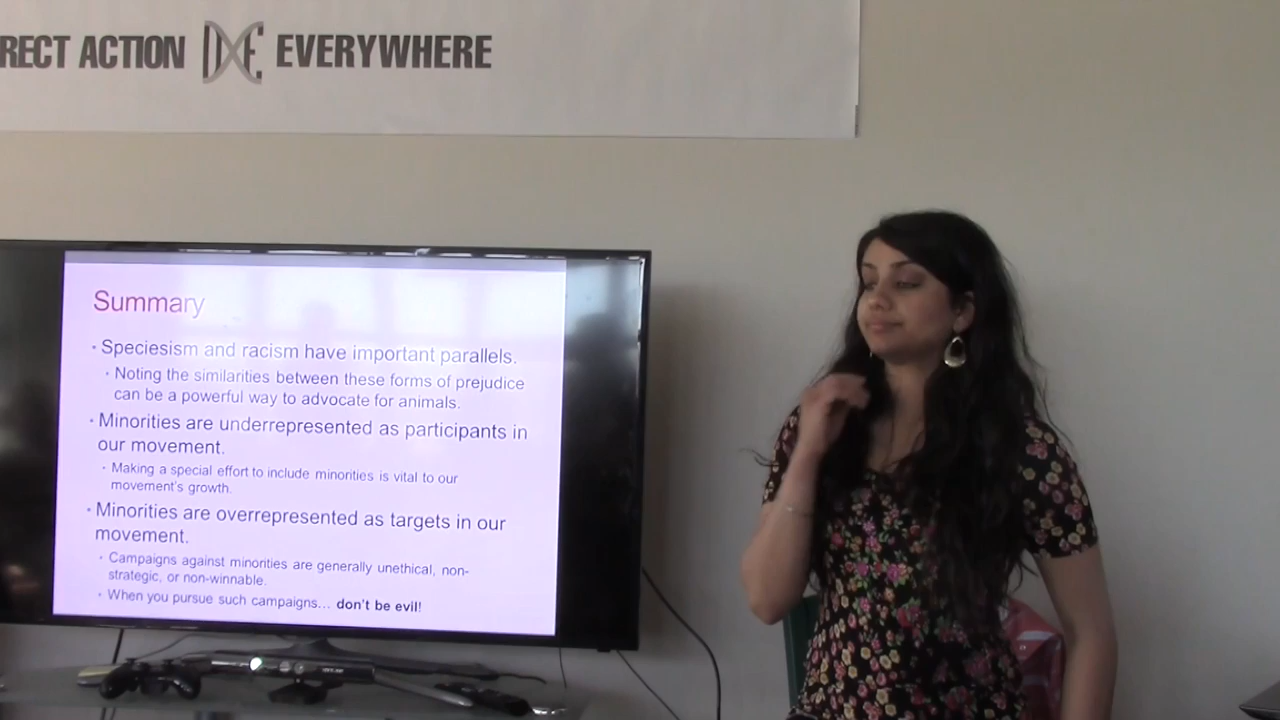 RECT ACTION DXE EVERYWHERE
Summary
• Speciesism and racism have important parallels.
• Noting the similarities between these forms of prejudice
can be a powerful way to advocate for animals.
• Minorities are underrepresented as participants in
our movement.
• Making a special effort to include minorities is vital to our
movement's growth.
• Minorities are overrepresented as targets in our
movement.
• Campaigns against minorities are generally unethical, non-
strategic, or non-winnable.
• When you pursue such campaigns… don't be evil!